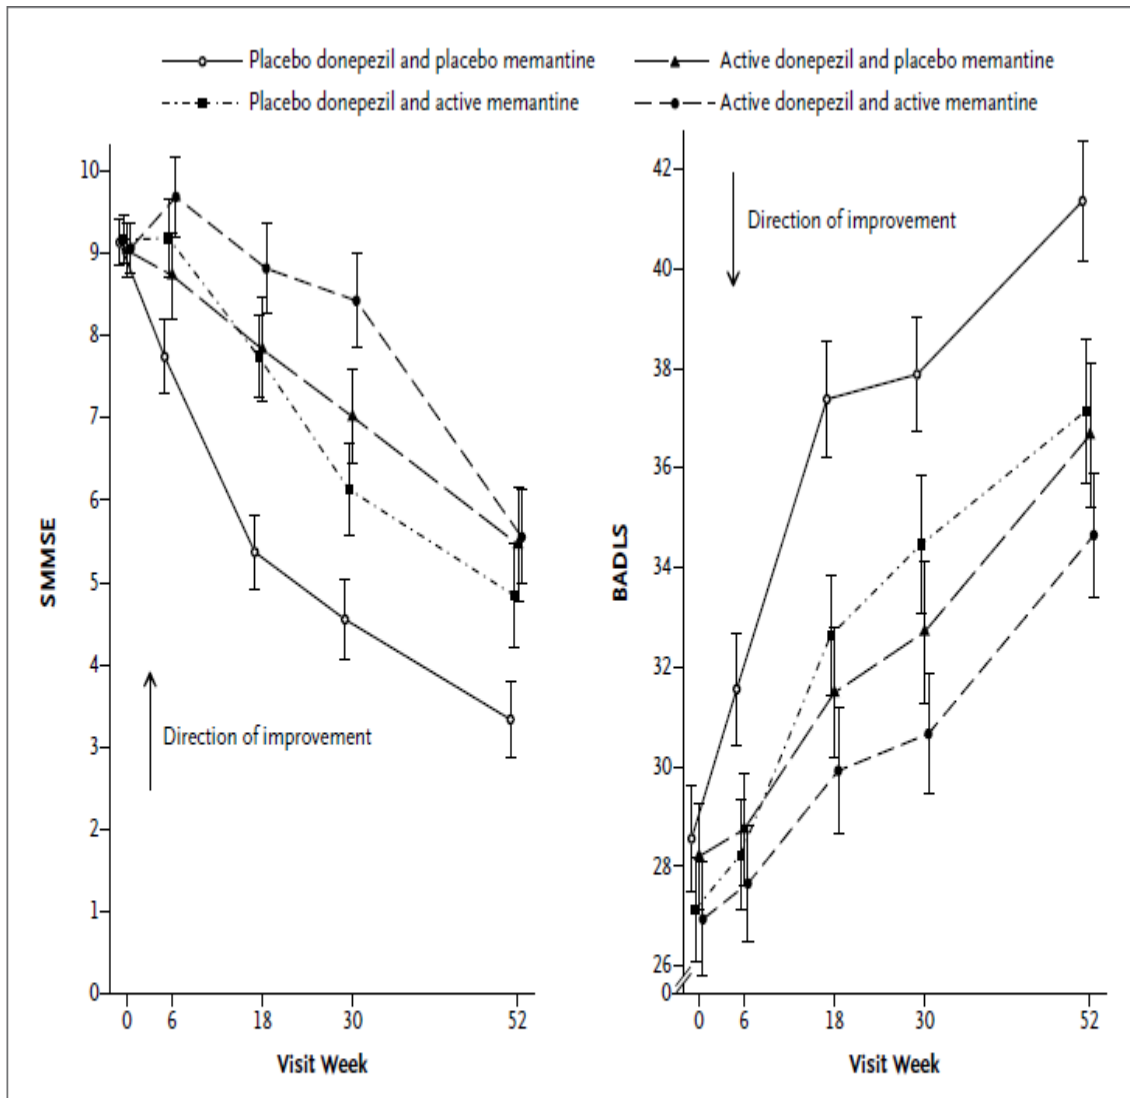 Placebo donepezil and placebo memantine
Active donepezil and placebo memantine
Placebo donepezil and active memantine
Active donepezil and active memantine
SMMSE
10
9
8
7
6
5
4
3
2
1
0
Direction of improvement
0 6 18 30 52
Visit Week
BADLS
42
40
38
36
34
32
30
28
26
0
Direction of improvement
0 6 18 30 52
Visit Week